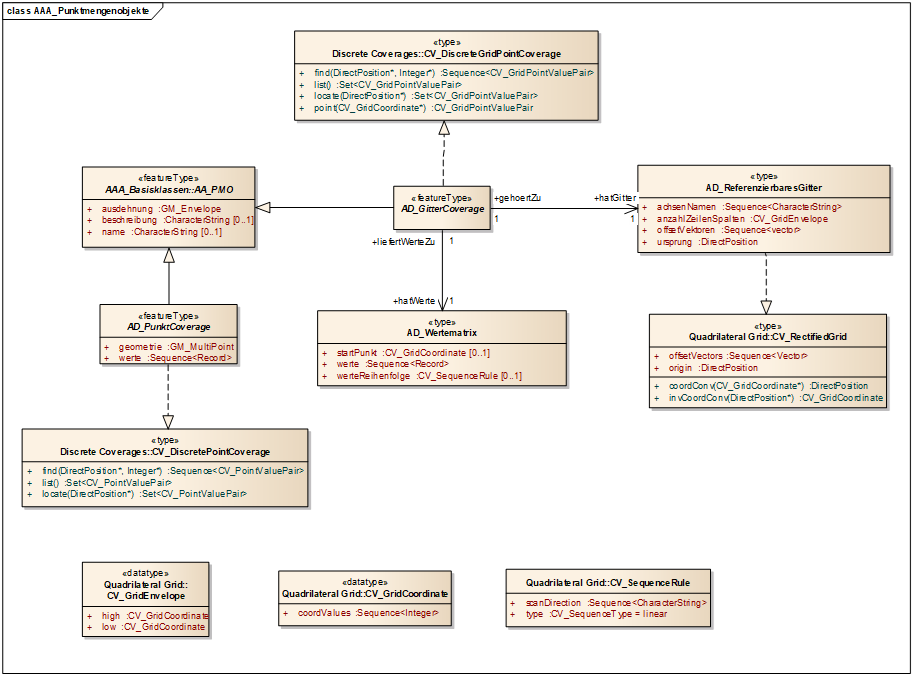 class AAA_Punktmengenobjekte
«type»
Discrete Coverages::CV_DiscreteGridPointCoverage
+ find(DirectPosition*, Integer*) :Sequence<CV_GridPointValuePair>
+ list() :Set<CV_GridPointValuePair>
+ locate(DirectPosition*) :Set<CV_GridPointValuePair>
+ point(CV_GridCoordinate*) :CV_GridPointValuePair
«featureType»
AAA_Basisklassen::AA_PMO
+ ausdehnung :GM_Envelope
+ beschreibung :CharacterString [0..1]
+ name :CharacterString [0..1]
«featureType»
AD_GitterCoverage
+gehoertZu
1
+hatGitter
1
«type»
AD_ReferenzierbaresGitter
+ achsenNamen :Sequence<CharacterString>
+ anzahlZeilenSpalten :CV_GridEnvelope
+ offsetVektoren :Sequence<vector>
+ ursprung :DirectPosition
+liefertWerteZu
1
+hatWerte
1
«featureType»
AD_PunktCoverage
+ geometrie :GM_MultiPoint
+ werte :Sequence<Record>
«type»
AD_Wertematrix
+ startPunkt :CV_GridCoordinate [0..1]
+ werte :Sequence<Record>
+ werteReihenfolge :CV_SequenceRule [0..1]
«type»
Quadrilateral Grid::CV_RectifiedGrid
+ offsetVectors :Sequence<Vector>
+ origin :DirectPosition
+ coordConv(CV_GridCoordinate*) :DirectPosition
+ invCoordConv(DirectPosition*) :CV_GridCoordinate
«type»
Discrete Coverages::CV_DiscretePointCoverage
+ find(DirectPosition*, Integer*) :Sequence<CV_PointValuePair>
+ list() :Set<CV_PointValuePair>
+ locate(DirectPosition*) :Set<CV_PointValuePair>
«datatype»
Quadrilateral Grid::
CV_GridEnvelope
+ high :CV_GridCoordinate
+ low :CV_GridCoordinate
«datatype»
Quadrilateral Grid::CV_GridCoordinate
+ coordValues :Sequence<Integer>
Quadrilateral Grid::CV_SequenceRule
+ scanDirection :Sequence<CharacterString>
+ type :CV_SequenceType = linear